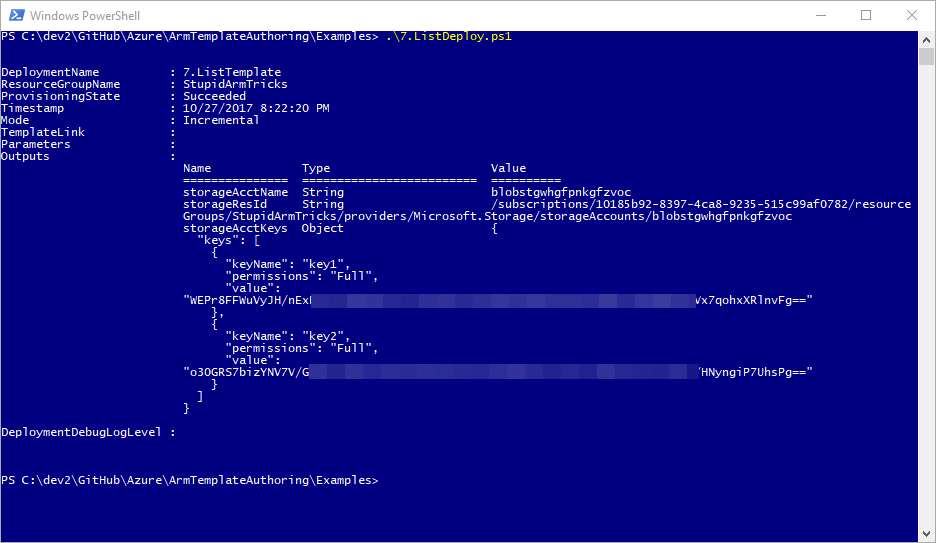 Windows PowerShell
PS C:\dev2\GitHub\Azure\ArmTemplateAuthoring\Examples> .\7.ListDeploy.ps1
DeploymentName : 7.ListTemplate
ResourceGroupName : StupidArmTricks
ProvisioningState : Succeeded
Timestamp : 10/27/2017 8:22:20 PM
Mode : Incremental
TemplateLink :
Parameters :
Outputs :
Name Type Value
=============== ========================= ==========
storageAcctName String blobstgwhgfpnkgfzvoc
storageResId String /subscriptions/10185b92-8397-4ca8-9235-515c99af0782/resource
Groups/StupidArmTricks/providers/Microsoft.Storage/storageAccounts/blobstgwhgfpnkgfzvoc
storageAcctKeys Object {
"keys": [
{
"keyName": "key1",
"permissions": "Full",
"value":
"WEPr8FFWuVyJH/nEx Vx7qohxXRlnvFg=="
},
{
"keyName": "key2",
"permissions": "Full",
"value":
"o3OGRS7bizYNV7V/G HNyngiP7UhsPg=="
}
]
}
DeploymentDebugLogLevel :
PS C:\dev2\GitHub\Azure\ArmTemplateAuthoring\Examples>